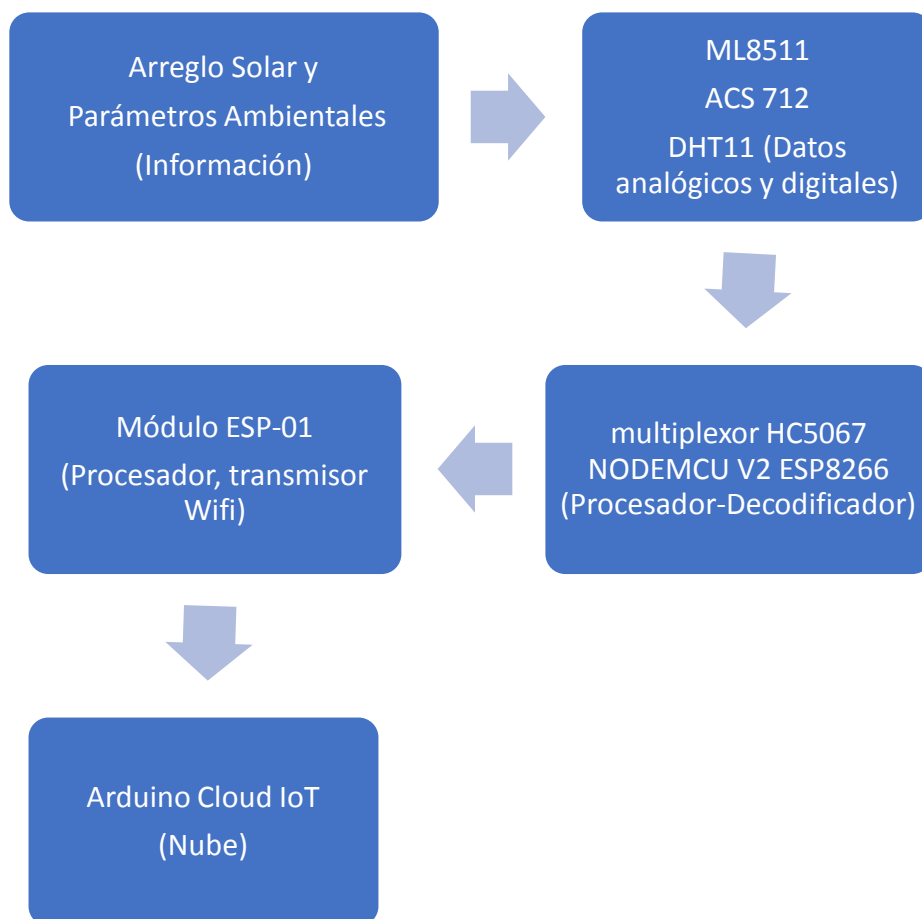 Arreglo Solar y
Parámetros Ambientales
(Información)
ML8511
ACS 712
DHT11 (Datos
analógicos y digitales)
multiplexor HC5067
NODEMCU V2 ESP8266
(Procesador-Decodificador)
Módulo ESP-01
(Procesador, transmisor
Wifi)
Arduino Cloud IoT
(Nube)